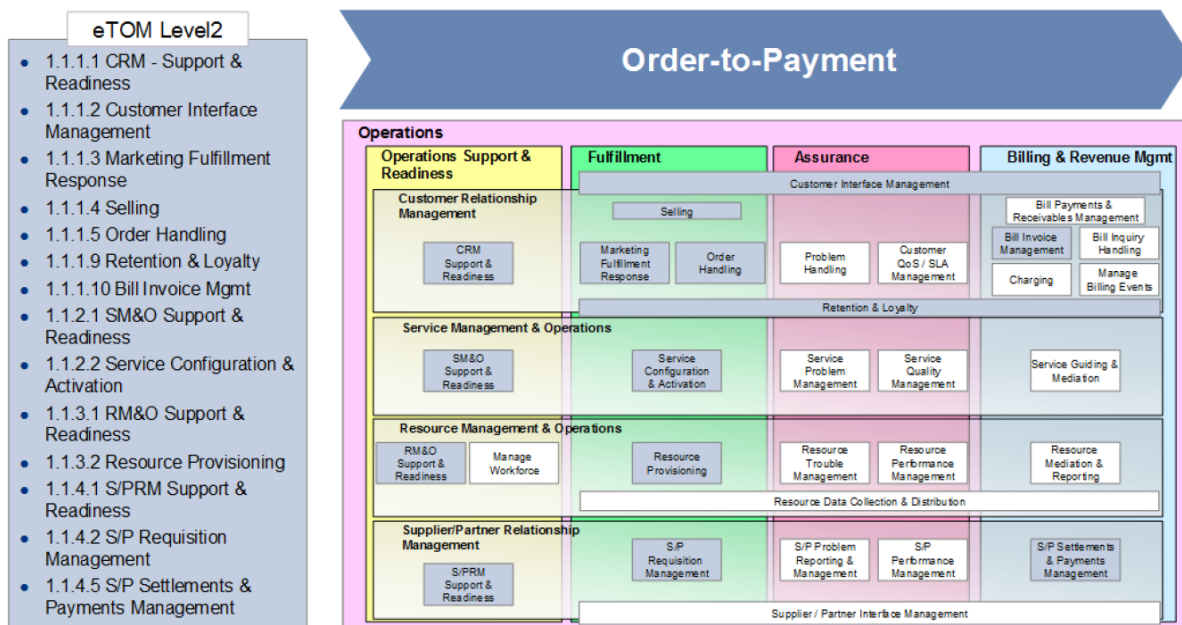 eTOM Level2
• 1.1.1.1 CRM - Support &
Readiness
• 1.1.1.2 Customer Interface
Management
• 1.1.1.3 Marketing Fulfillment
Response
• 1.1.1.4 Selling
• 1.1.1.5 Order Handling
• 1.1.1.9 Retention & Loyalty
• 1.1.1.10 Bill Invoice Mgmt
• 1.1.2.1 SM&O Support &
Readiness
• 1.1.2.2 Service Configuration &
Activation
• 1.1.3.1 RM&O Support &
Readiness
• 1.1.3.2 Resource Provisioning
• 1.1.4.1 S/PRM Support &
Readiness
• 1.1.4.2 S/P Requisition
Management
• 1.1.4.5 S/P Settlements &
Payments Management
Order-to-Payment
Operations
Operations Support &
Readiness
Fulfillment
Assurance
Billing & Revenue Mgmt
Customer Interface Management
Customer Relationship
Management
Selling
Bill Payments &
Receivables Management
CRM
Support &
Readiness
Marketing
Fulfillment
Response
Order
Handling
Problem
Handling
Customer
QoS / SLA
Management
Bill Invoice
Management
Bill Inquiry
Handling
Charging
Manage
Billing Events
Retention & Loyalty
Service Management & Operations
SM&O
Support &
Readiness
Service
Configuration
& Activation
Service
Problem
Management
Service
Quality
Management
Service Guiding &
Mediation
Resource Management & Operations
RM&O
Support &
Readiness
Manage
Workforce
Resource
Provisioning
Resource
Trouble
Management
Resource
Performance
Management
Resource
Mediation &
Reporting
Resource Data Collection & Distribution
Supplier/Partner Relationship
Management
S/PRM
Support &
Readiness
S/P
Requisition
Management
S/P Problem
Reporting &
Management
S/P
Performance
Management
S/P Settlements
& Payments
Management
Supplier / Partner Interface Management